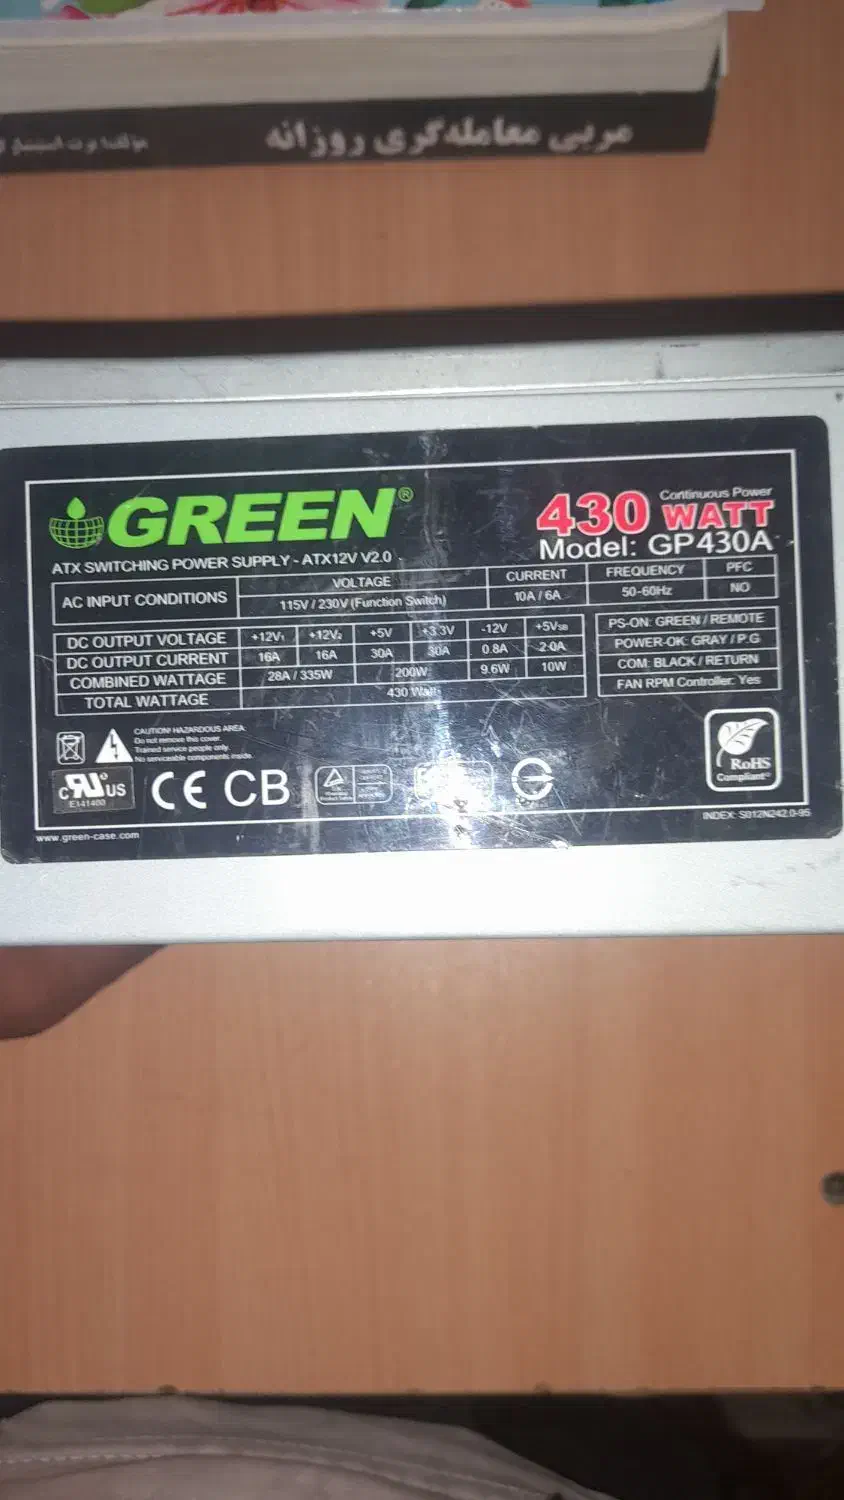 مربی معامله‌گری روزانه
GREEN®
430 Continuous Power
WATT
Model: GP430A
ATX SWITCHING POWER SUPPLY - ATX12V V2.0
AC INPUT CONDITIONS VOLTAGE CURRENT FREQUENCY PFC
115V / 230V (Function Switch) 10A / 6A 50-60Hz NO
DC OUTPUT VOLTAGE +12V1 +12V2 +5V +3.3V -12V +5VSB
DC OUTPUT CURRENT 16A 16A 30A 30A 0.8A 2.0A
COMBINED WATTAGE 28A / 335W 200W 9.6W 10W
TOTAL WATTAGE 430 Watt
PS-ON: GREEN / REMOTE
POWER-OK: GRAY / P.G
COM: BLACK / RETURN
FAN RPM Controller: Yes
CAUTION! HAZARDOUS AREA
Do not remove this cover.
Trained service people only.
No serviceable components inside.
c RU US
E141400
CE CB
RoHS
Compliant
www.green-case.com
INDEX: S012N242.0-95